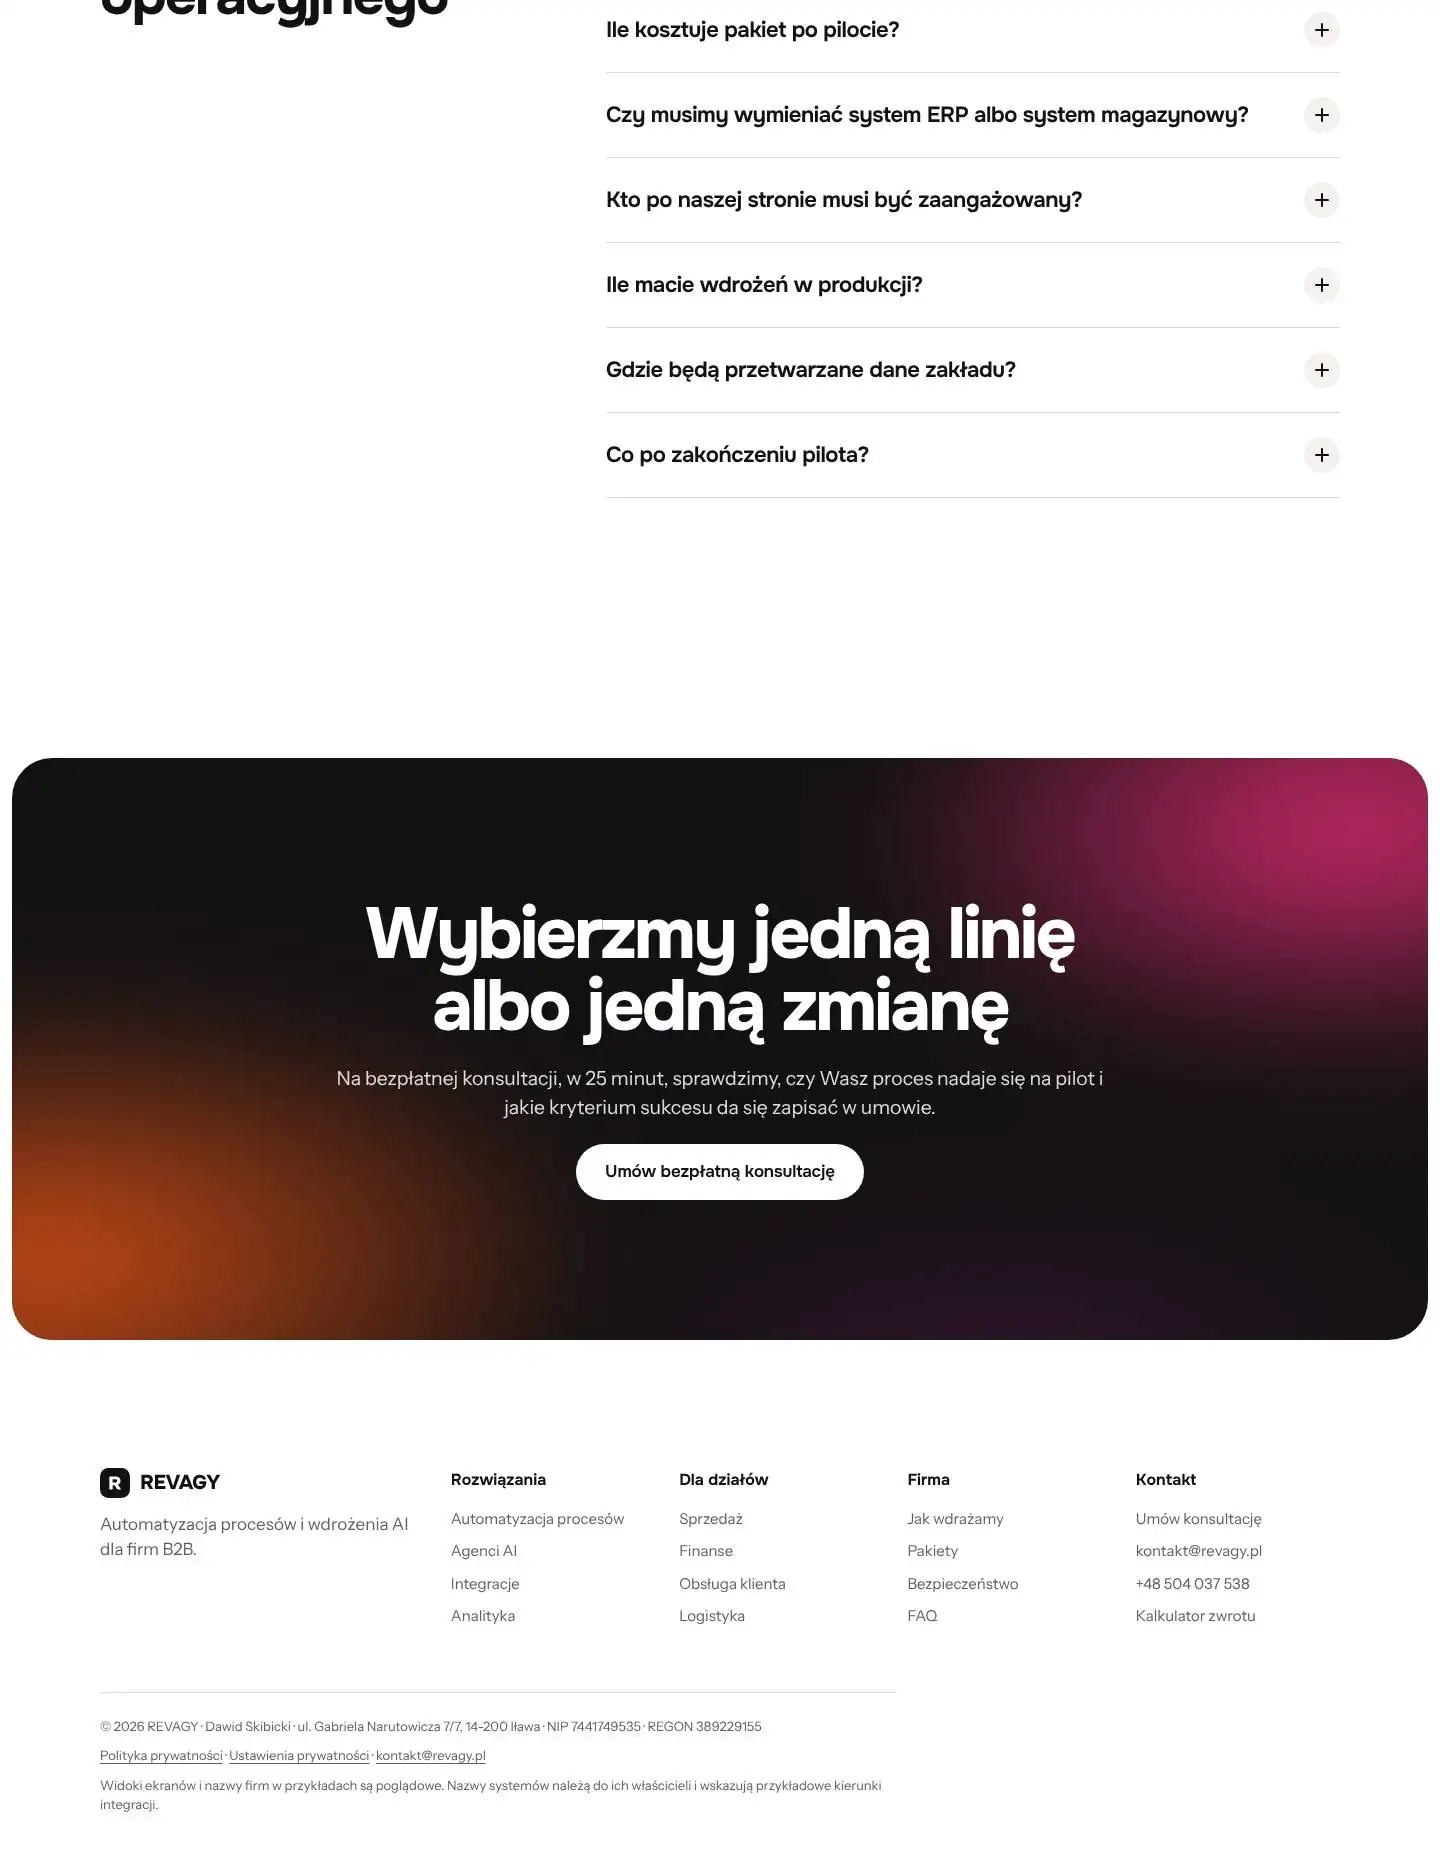 operacyjnego
Ile kosztuje pakiet po pilocie?
Czy musimy wymieniać system ERP albo system magazynowy?
Kto po naszej stronie musi być zaangażowany?
Ile macie wdrożeń w produkcji?
Gdzie będą przetwarzane dane zakładu?
Co po zakończeniu pilota?
Wybierzmy jedną linię
albo jedną zmianę
Na bezpłatnej konsultacji, w 25 minut, sprawdzimy, czy Wasz proces nadaje się na pilot i
jakie kryterium sukcesu da się zapisać w umowie.
Umów bezpłatną konsultację
R REVAGY
Automatyzacja procesów i wdrożenia AI
dla firm B2B.
Rozwiązania
Automatyzacja procesów
Agenci AI
Integracje
Analityka
Dla działów
Sprzedaż
Finanse
Obsługa klienta
Logistyka
Firma
Jak wdrażamy
Pakiety
Bezpieczeństwo
FAQ
Kontakt
Umów konsultację
kontakt@revagy.pl
+48 504 037 538
Kalkulator zwrotu
© 2026 REVAGY · Dawid Skibicki · ul. Gabriela Narutowicza 7/7, 14-200 Iława · NIP 7441749535 · REGON 389229155
Polityka prywatności · Ustawienia prywatności · kontakt@revagy.pl
Widoki ekranów i nazwy firm w przykładach są poglądowe. Nazwy systemów należą do ich właścicieli i wskazują przykładowe kierunki
integracji.